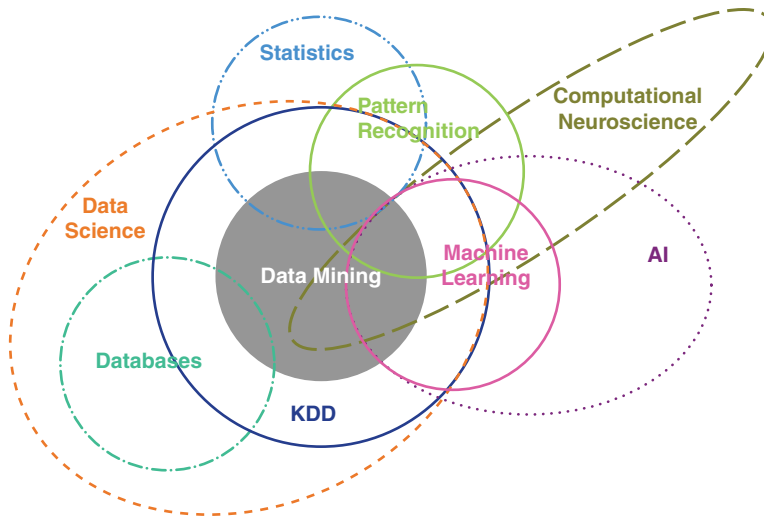 Statistics
Pattern
Recognition
Computational
Neuroscience
Data
Science
Machine
Learning
AI
Data Mining
Databases
KDD